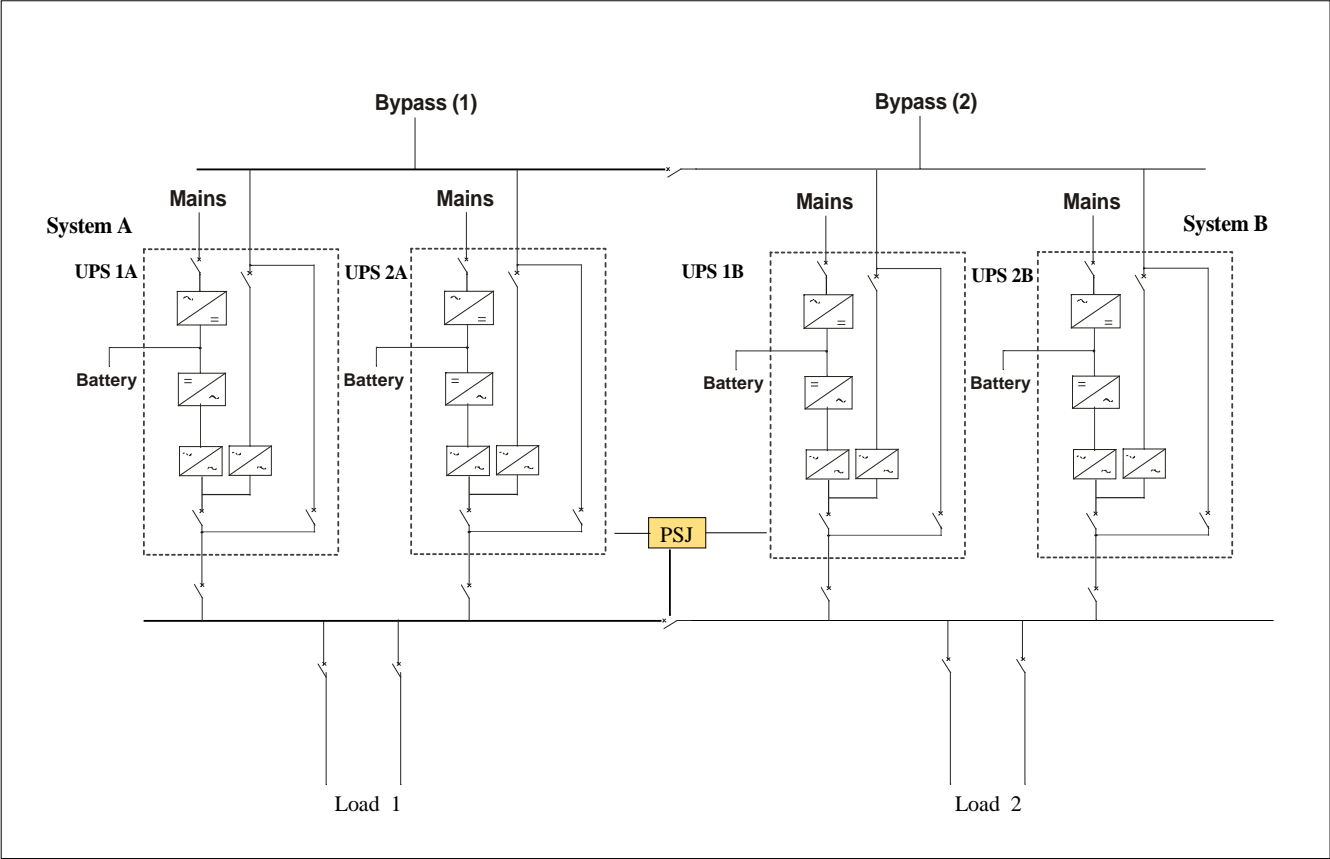 Bypass (1)
Bypass (2)
Mains
Mains
Mains
Mains
System A
System B
UPS 1A
UPS 2A
UPS 1B
UPS 2B
Battery
Battery
Battery
Battery
PSJ
Load 1
Load 2